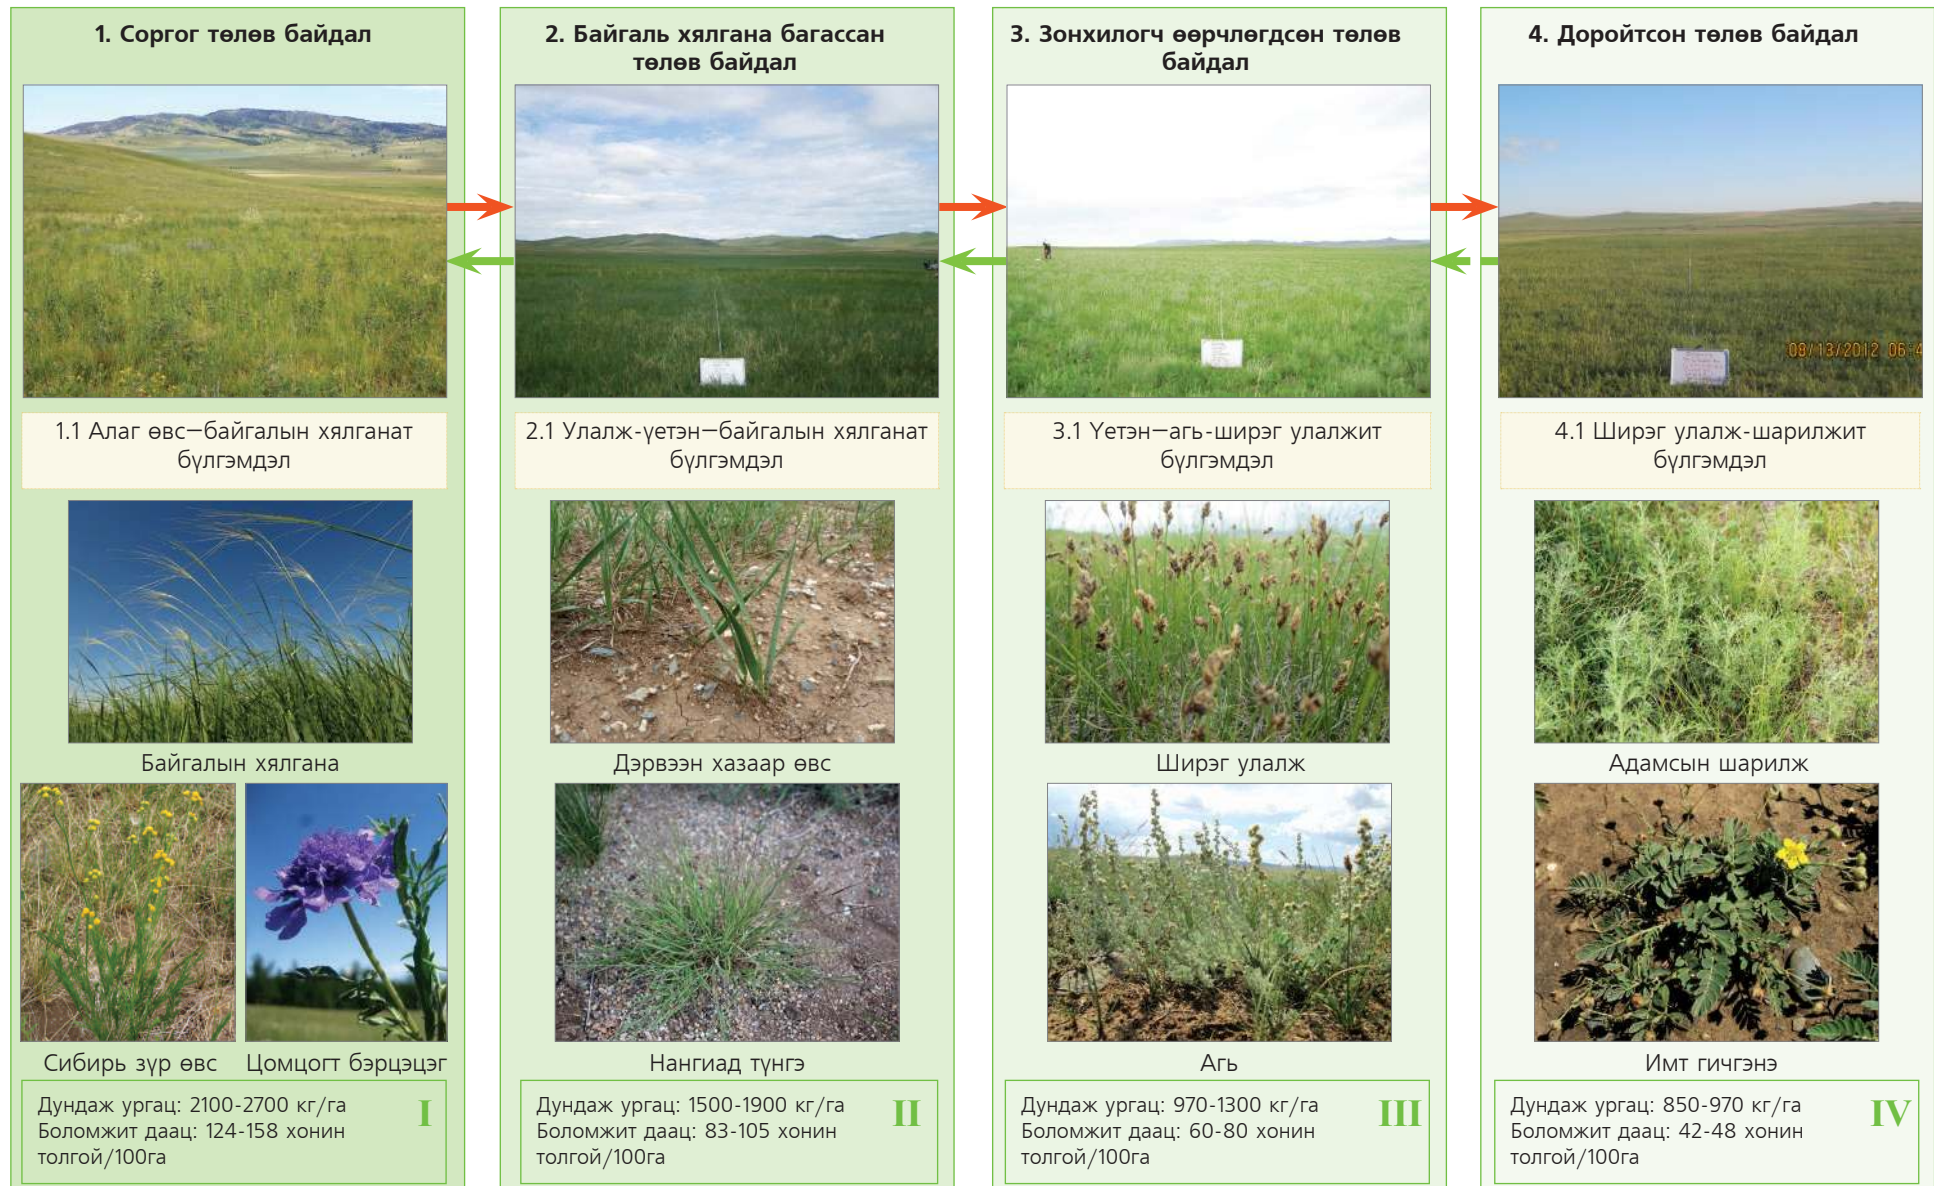 1. Соргог төлөв байдал
1.1 Алаг өвс–байгалын хялганат
бүлгэмдэл
Байгалын хялгана
Сибирь зүр өвс
Цомцогт бэрцэцэг
Дундаж ургац: 2100-2700 кг/га
Боломжит даац: 124-158 хонин
толгой/100га
I
2. Байгаль хялгана багассан
төлөв байдал
2.1 Улалж-үетэн–байгалын хялганат
бүлгэмдэл
Дэрвээн хазаар өвс
Нангиад түнгэ
Дундаж ургац: 1500-1900 кг/га
Боломжит даац: 83-105 хонин
толгой/100га
II
3. Зонхилогч өөрчлөгдсөн төлөв
байдал
3.1 Үетэн–агь-ширэг улалжит
бүлгэмдэл
Ширэг улалж
Агь
Дундаж ургац: 970-1300 кг/га
Боломжит даац: 60-80 хонин
толгой/100га
III
4. Доройтсон төлөв байдал
08/13/2012 06:4
4.1 Ширэг улалж-шарилжит
бүлгэмдэл
Адамсын шарилж
Имт гичгэнэ
Дундаж ургац: 850-970 кг/га
Боломжит даац: 42-48 хонин
толгой/100га
IV